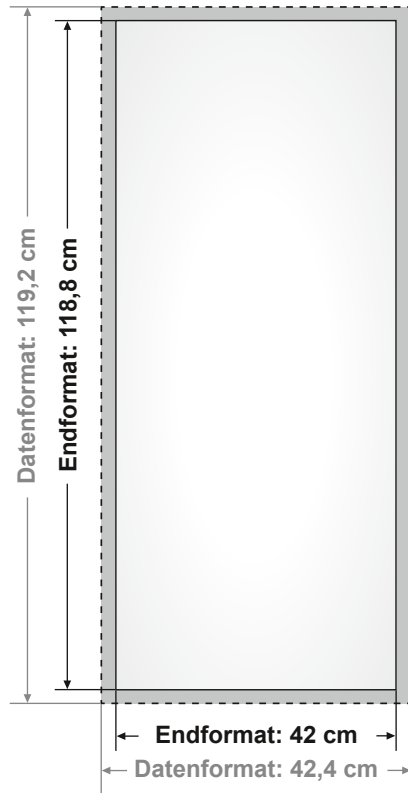 Datenformat: 119,2 cm
Endformat: 118,8 cm
Endformat: 42 cm
Datenformat: 42,4 cm